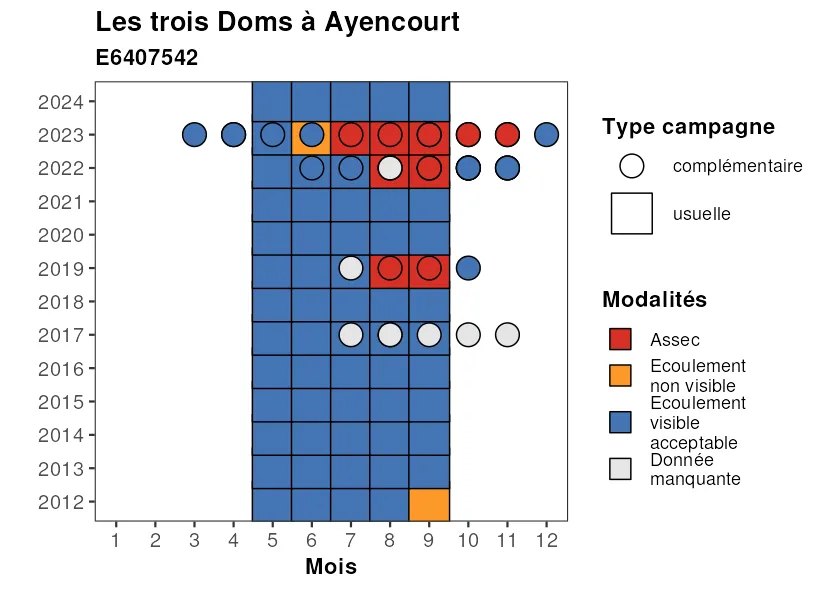 Les trois Doms à Ayencourt
E6407542
2024
2023
2022
2021
2020
2019
2018
2017
2016
2015
2014
2013
2012
1 2 3 4 5 6 7 8 9 10 11 12
Mois
Type campagne
complémentaire
usuelle
Modalités
Assec
Ecoulement
non visible
Ecoulement
visible
acceptable
Donnée
manquante